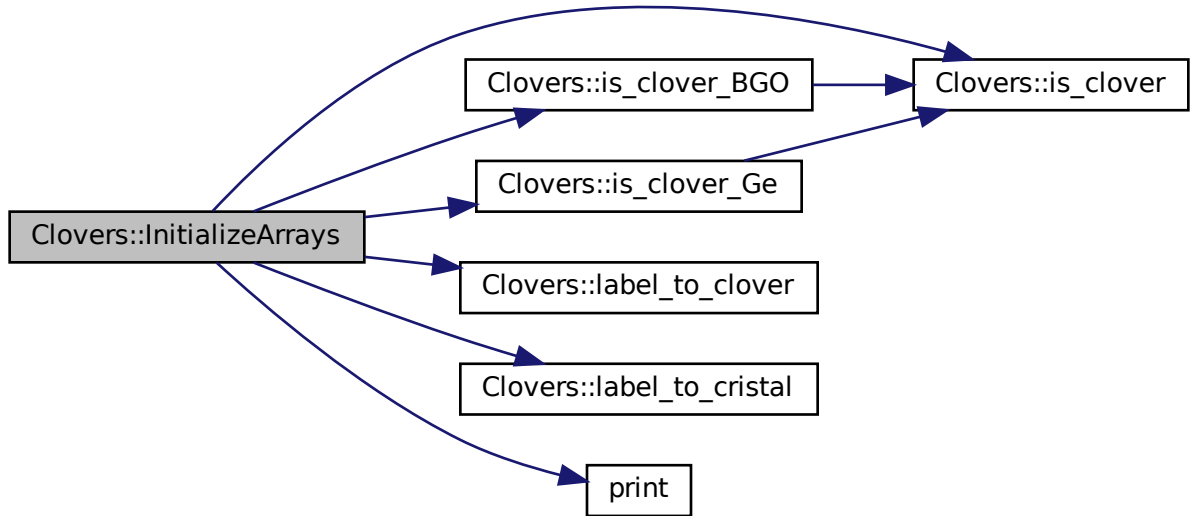 Clovers::InitializeArrays
Clovers::is_clover_BGO
Clovers::is_clover
Clovers::is_clover_Ge
Clovers::label_to_clover
Clovers::label_to_cristal
print